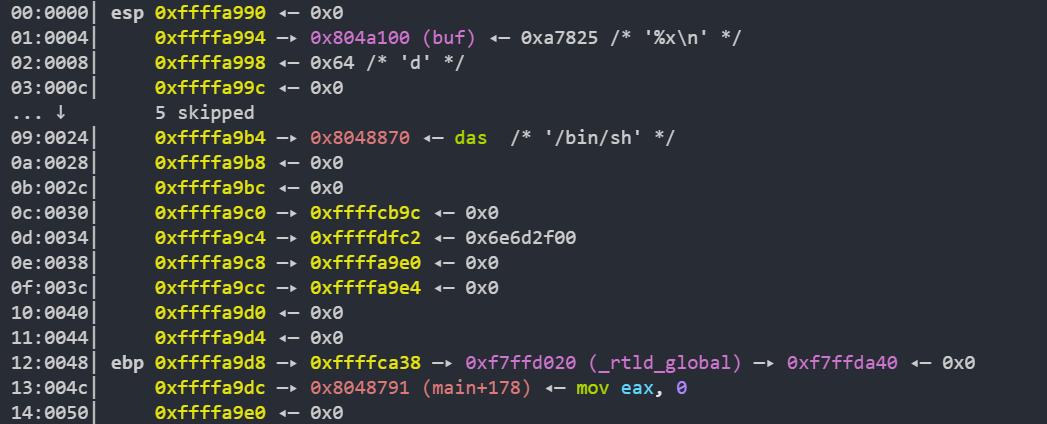 00:0000│ esp 0xffffa990 ◂— 0x0
01:0004│     0xffffa994 —▸ 0x804a100 (buf) ◂— 0xa7825 /* '%x\n' */
02:0008│     0xffffa998 ◂— 0x64 /* 'd' */
03:000c│     0xffffa99c ◂— 0x0
... ↓        5 skipped
09:0024│     0xffffa9b4 —▸ 0x8048870 ◂— das  /* '/bin/sh' */
0a:0028│     0xffffa9b8 ◂— 0x0
0b:002c│     0xffffa9bc ◂— 0x0
0c:0030│     0xffffa9c0 —▸ 0xffffcb9c ◂— 0x0
0d:0034│     0xffffa9c4 —▸ 0xffffdfc2 ◂— 0x6e6d2f00
0e:0038│     0xffffa9c8 —▸ 0xffffa9e0 ◂— 0x0
0f:003c│     0xffffa9cc —▸ 0xffffa9e4 ◂— 0x0
10:0040│     0xffffa9d0 ◂— 0x0
11:0044│     0xffffa9d4 ◂— 0x0
12:0048│ ebp 0xffffa9d8 —▸ 0xffffca38 —▸ 0xf7ffd020 (_rtld_global) —▸ 0xf7ffda40 ◂— 0x0
13:004c│     0xffffa9dc —▸ 0x8048791 (main+178) ◂— mov eax, 0
14:0050│     0xffffa9e0 ◂— 0x0